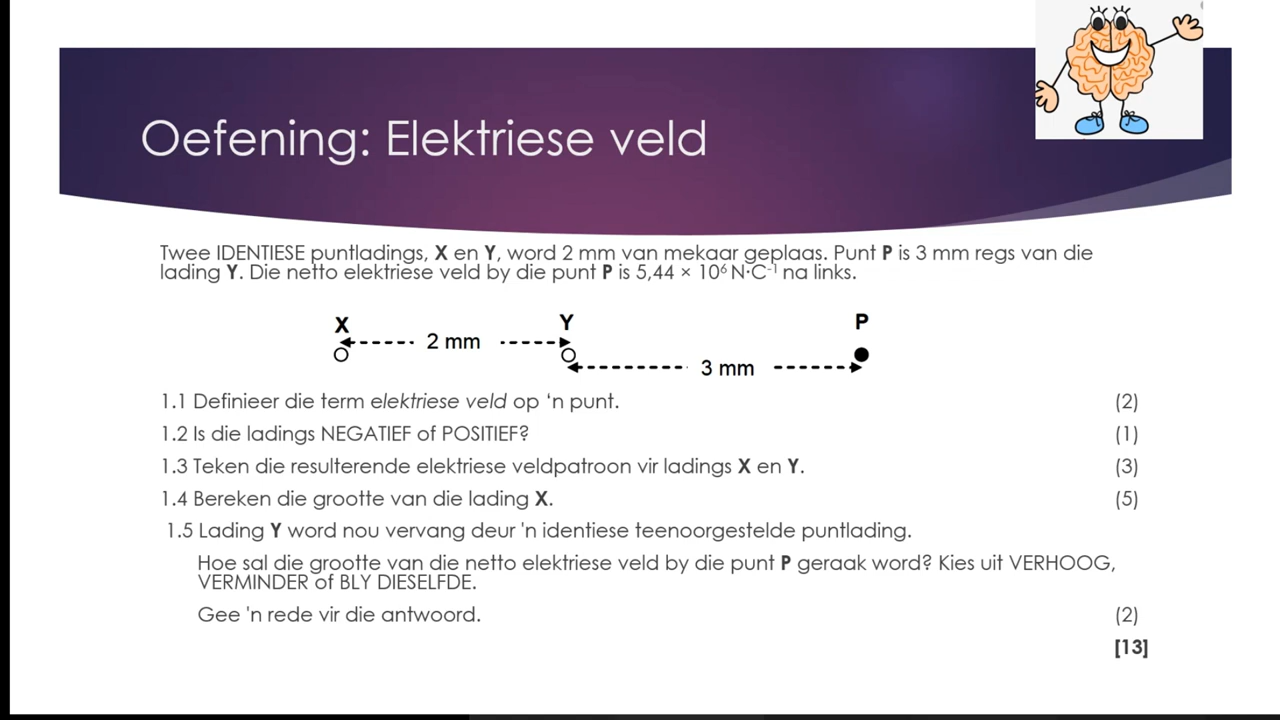 Oefening: Elektriese veld
Twee IDENTIESE puntladings, X en Y, word 2 mm van mekaar geplaas. Punt P is 3 mm regs van die
lading Y. Die netto elektriese veld by die punt P is 5,44 × 10⁶ N·C⁻¹ na links.
X Y P
2 mm
3 mm
1.1 Definieer die term elektriese veld op ‘n punt. (2)
1.2 Is die ladings NEGATIEF of POSITIEF? (1)
1.3 Teken die resulterende elektriese veldpatroon vir ladings X en Y. (3)
1.4 Bereken die grootte van die lading X. (5)
1.5 Lading Y word nou vervang deur 'n identiese teenoorgestelde puntlading.
Hoe sal die grootte van die netto elektriese veld by die punt P geraak word? Kies uit VERHOOG,
VERMINDER of BLY DIESELFDE.
Gee 'n rede vir die antwoord. (2)
[13]